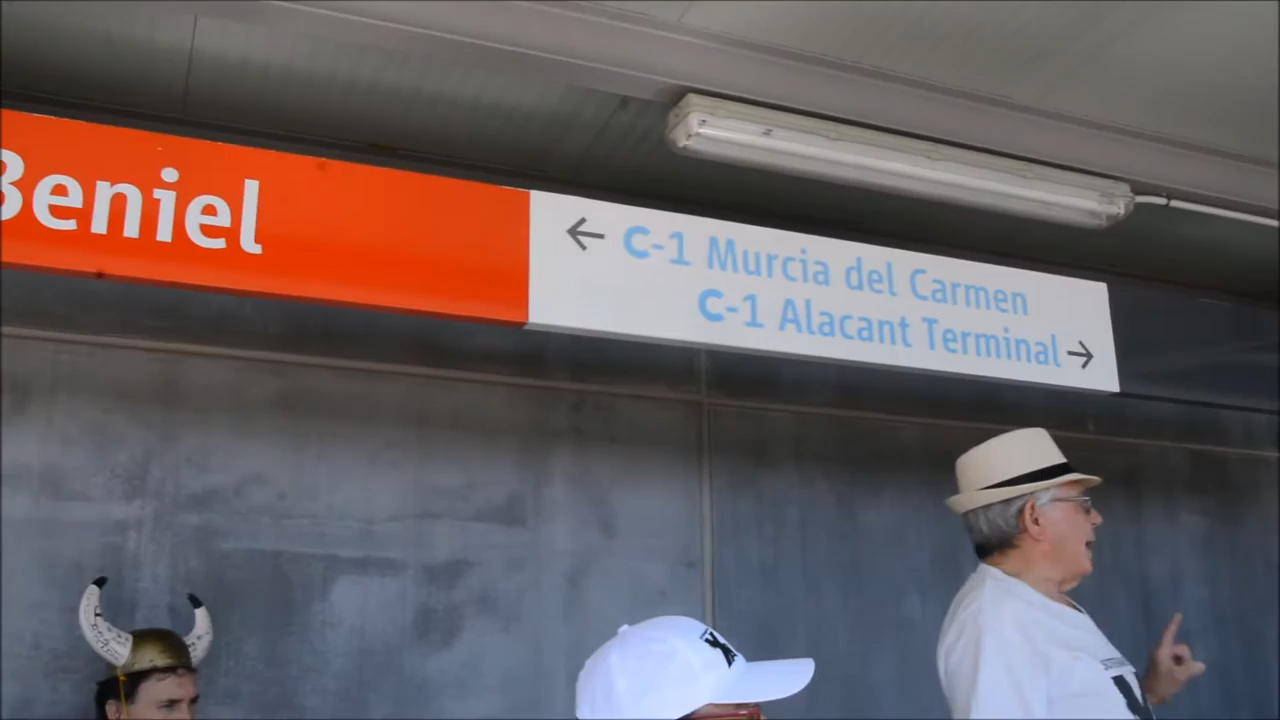 Beniel
← C-1 Murcia del Carmen
C-1 Alacant Terminal →